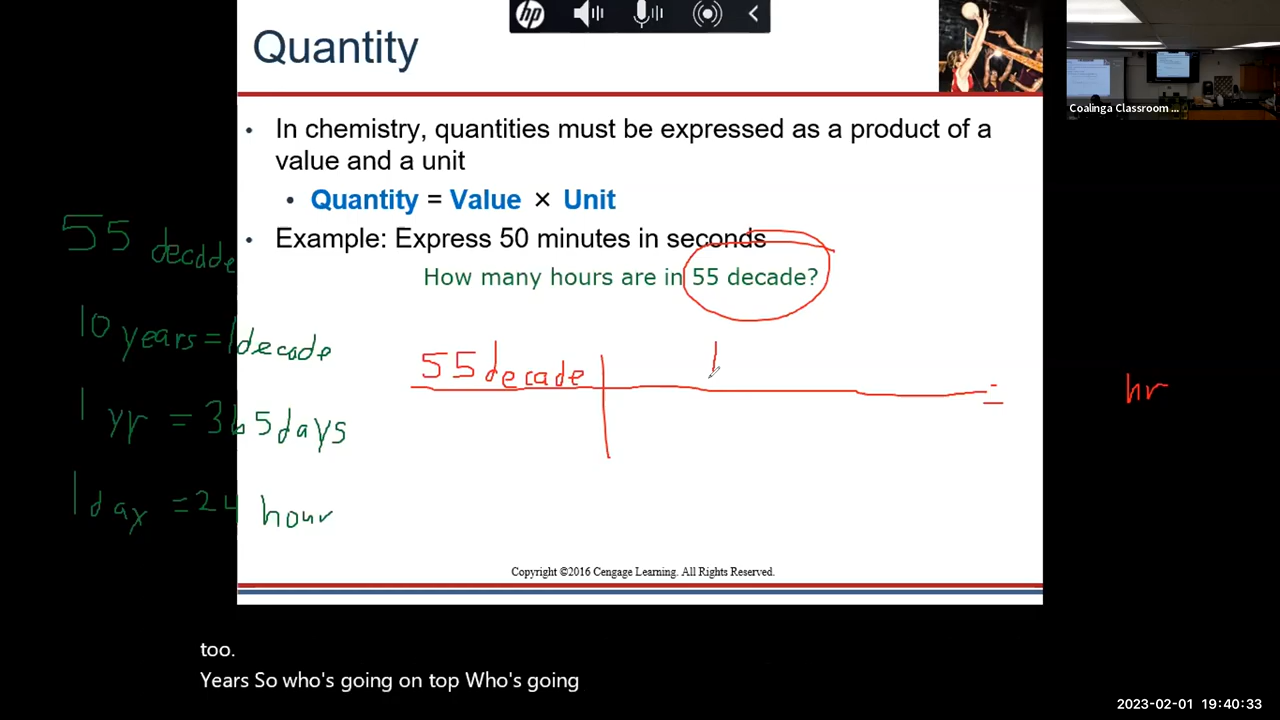 hp
Quantity
Coalinga Classroom ...
• In chemistry, quantities must be expressed as a product of a
value and a unit
• Quantity = Value × Unit
• Example: Express 50 minutes in seconds
How many hours are in 55 decade?
55 decade
10 years = 1 decade
1 yr = 365 days
1 day = 24 hour
55 decade
=
hr
Copyright ©2016 Cengage Learning. All Rights Reserved.
too.
Years So who's going on top Who's going
2023-02-01 19:40:33